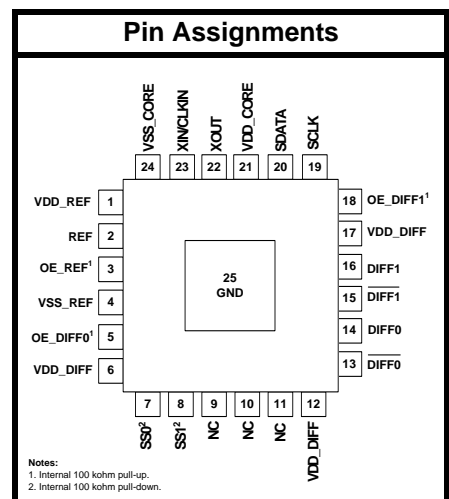 Pin Assignments
VSS_CORE
XIN/CLKIN
XOUT
VDD_CORE
SDATA
SCLK
24
23
22
21
20
19
VDD_REF 1
REF 2
OE_REF¹ 3
VSS_REF 4
OE_DIFF0¹ 5
VDD_DIFF 6
25
GND
18 OE_DIFF1¹
17 VDD_DIFF
16 DIFF1
15 D̅I̅F̅F̅1̅
14 DIFF0
13 D̅I̅F̅F̅0̅
7
8
9
10
11
12
SS0²
SS1²
NC
NC
NC
VDD_DIFF
Notes:
1. Internal 100 kohm pull-up.
2. Internal 100 kohm pull-down.